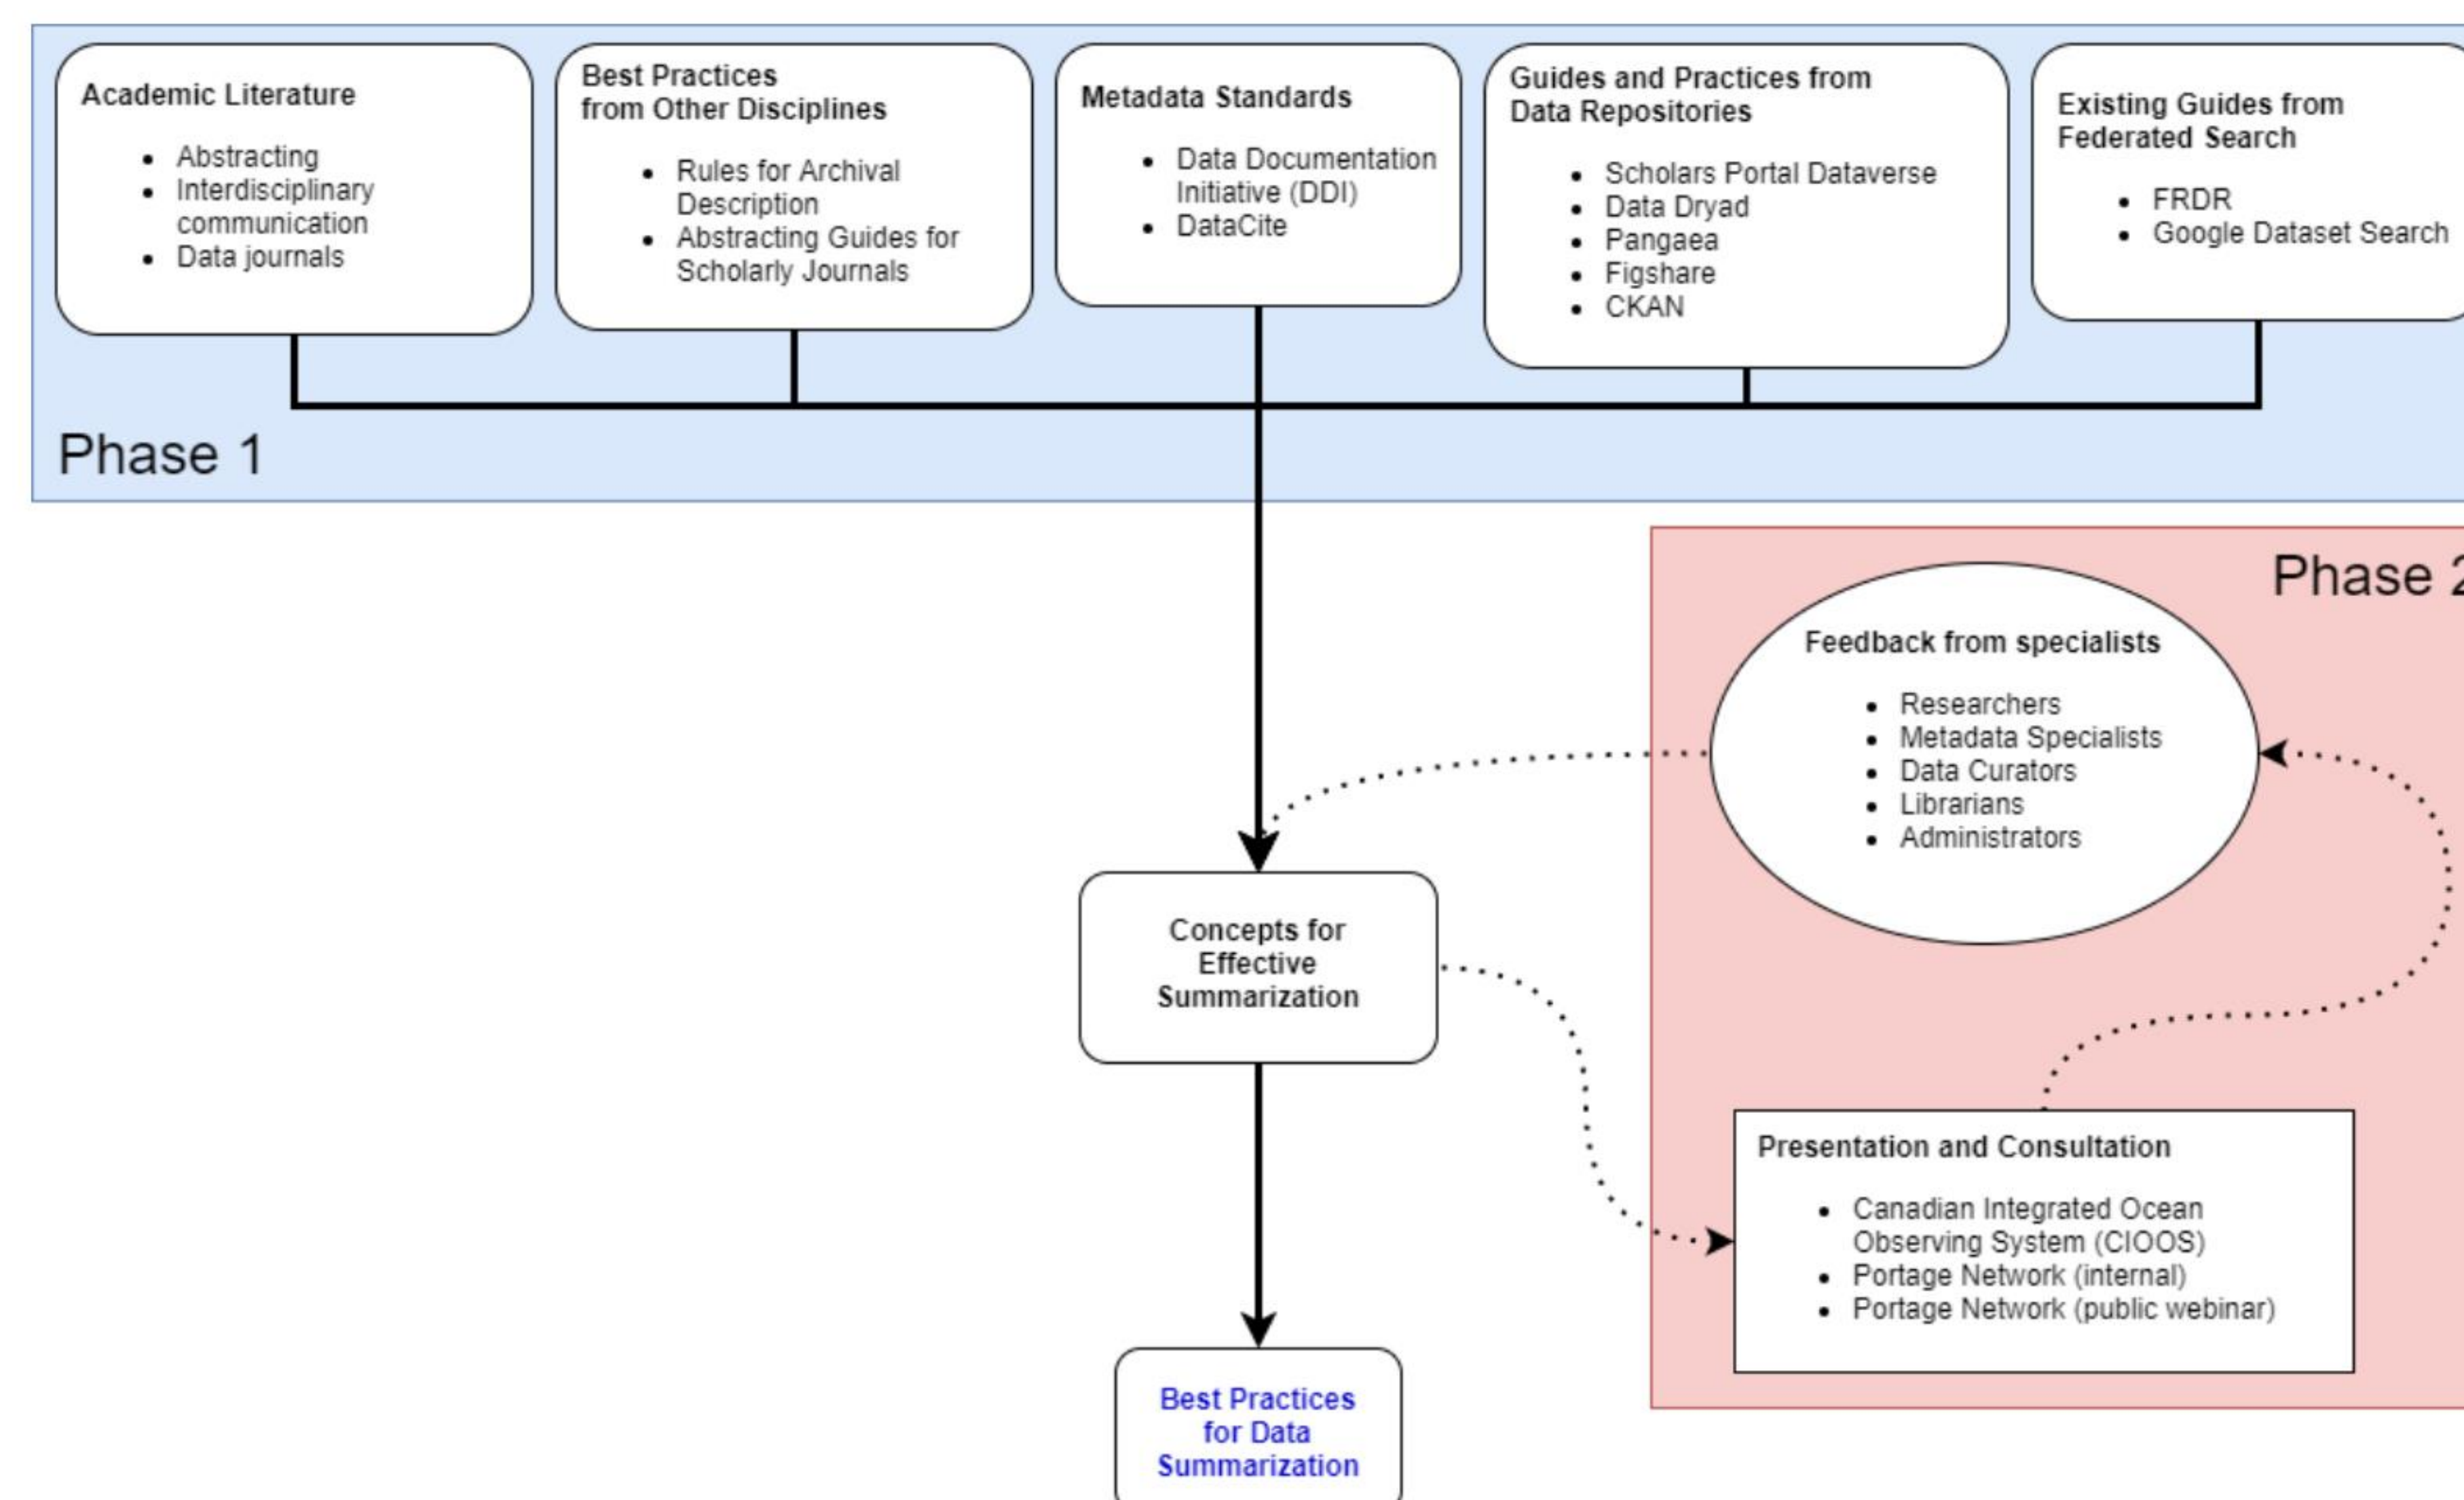 Academic Literature
• Abstracting
• Interdisciplinary
communication
• Data journals
Best Practices
from Other Disciplines
• Rules for Archival
Description
• Abstracting Guides for
Scholarly Journals
Metadata Standards
• Data Documentation
Initiative (DDI)
• DataCite
Guides and Practices from
Data Repositories
• Scholars Portal Dataverse
• Data Dryad
• Pangaea
• Figshare
• CKAN
Existing Guides from
Federated Search
• FRDR
• Google Dataset Search
Phase 1
Phase 2
Feedback from specialists
• Researchers
• Metadata Specialists
• Data Curators
• Librarians
• Administrators
Concepts for
Effective
Summarization
Presentation and Consultation
• Canadian Integrated Ocean
Observing System (CIOOS)
• Portage Network (internal)
• Portage Network (public webinar)
Best Practices
for Data
Summarization